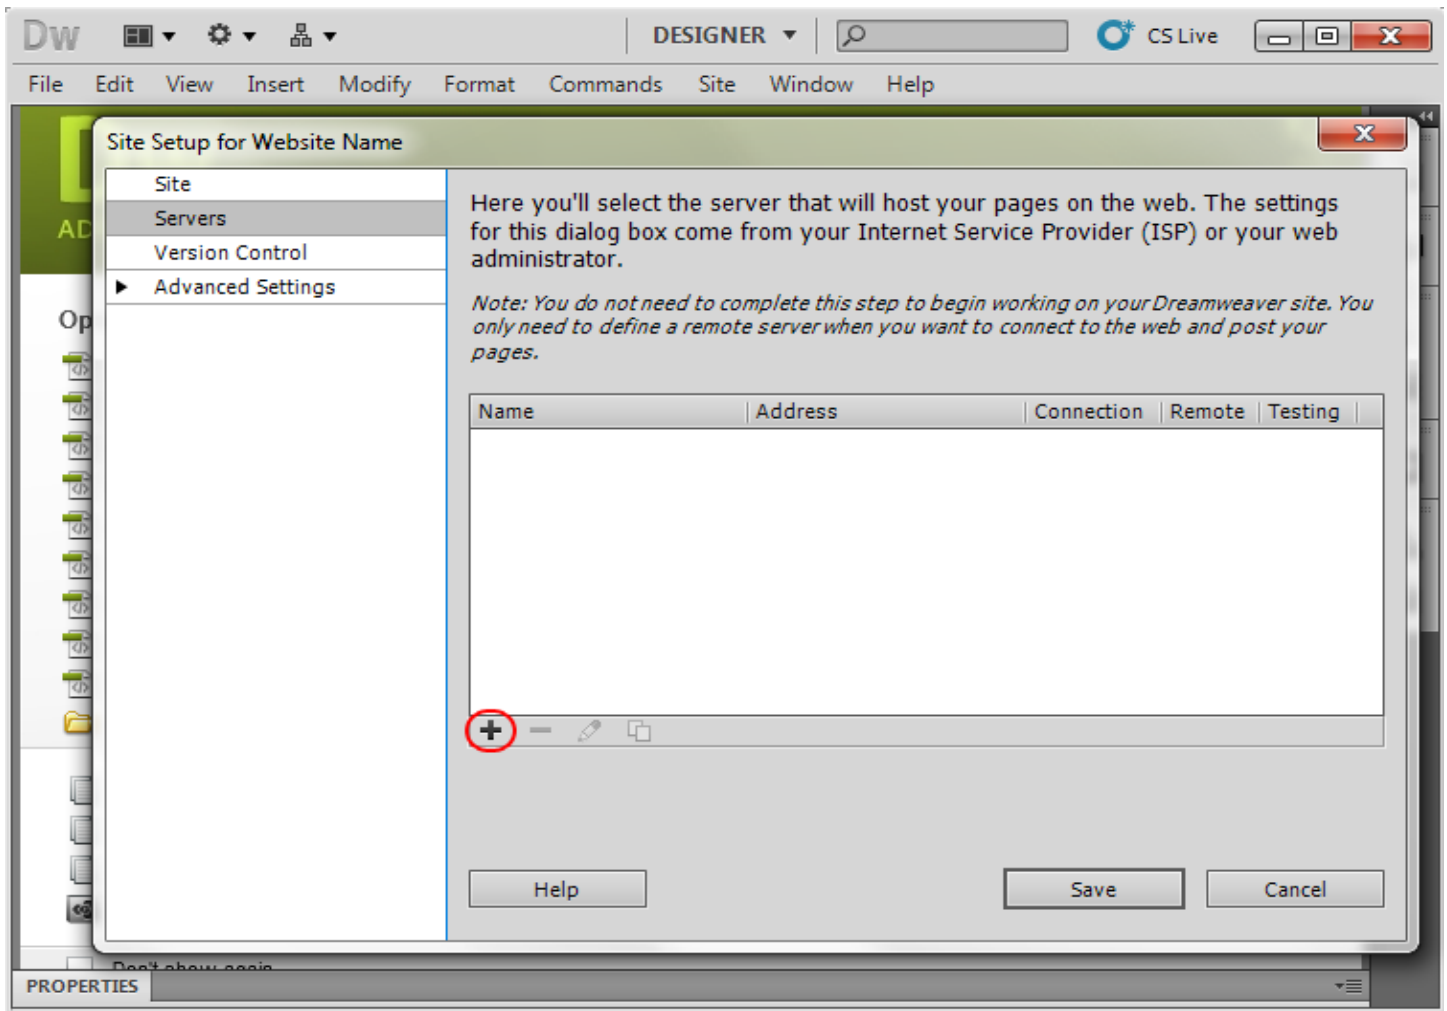 Dw DESIGNER CS Live
File Edit View Insert Modify Format Commands Site Window Help
Site Setup for Website Name
Site
Servers
Version Control
Advanced Settings
AD
Op
Here you'll select the server that will host your pages on the web. The settings
for this dialog box come from your Internet Service Provider (ISP) or your web
administrator.
Note: You do not need to complete this step to begin working on your Dreamweaver site. You
only need to define a remote server when you want to connect to the web and post your
pages.
Name Address Connection Remote Testing
Help Save Cancel
Don't show again
PROPERTIES